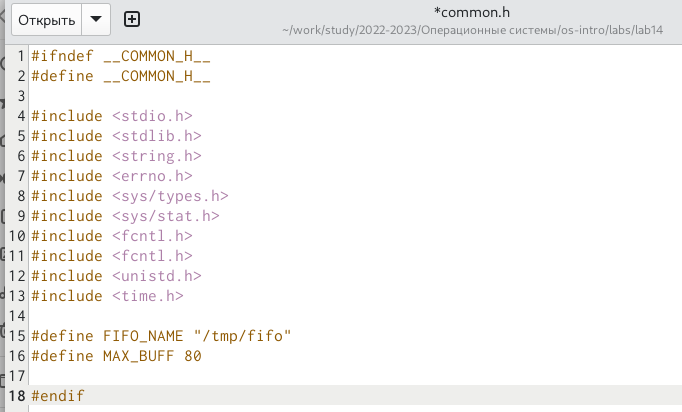 Открыть
*common.h
~/work/study/2022-2023/Операционные системы/os-intro/labs/lab14
1 #ifndef __COMMON_H__
2 #define __COMMON_H__
3
4 #include <stdio.h>
5 #include <stdlib.h>
6 #include <string.h>
7 #include <errno.h>
8 #include <sys/types.h>
9 #include <sys/stat.h>
10 #include <fcntl.h>
11 #include <fcntl.h>
12 #include <unistd.h>
13 #include <time.h>
14
15 #define FIFO_NAME "/tmp/fifo"
16 #define MAX_BUFF 80
17
18 #endif